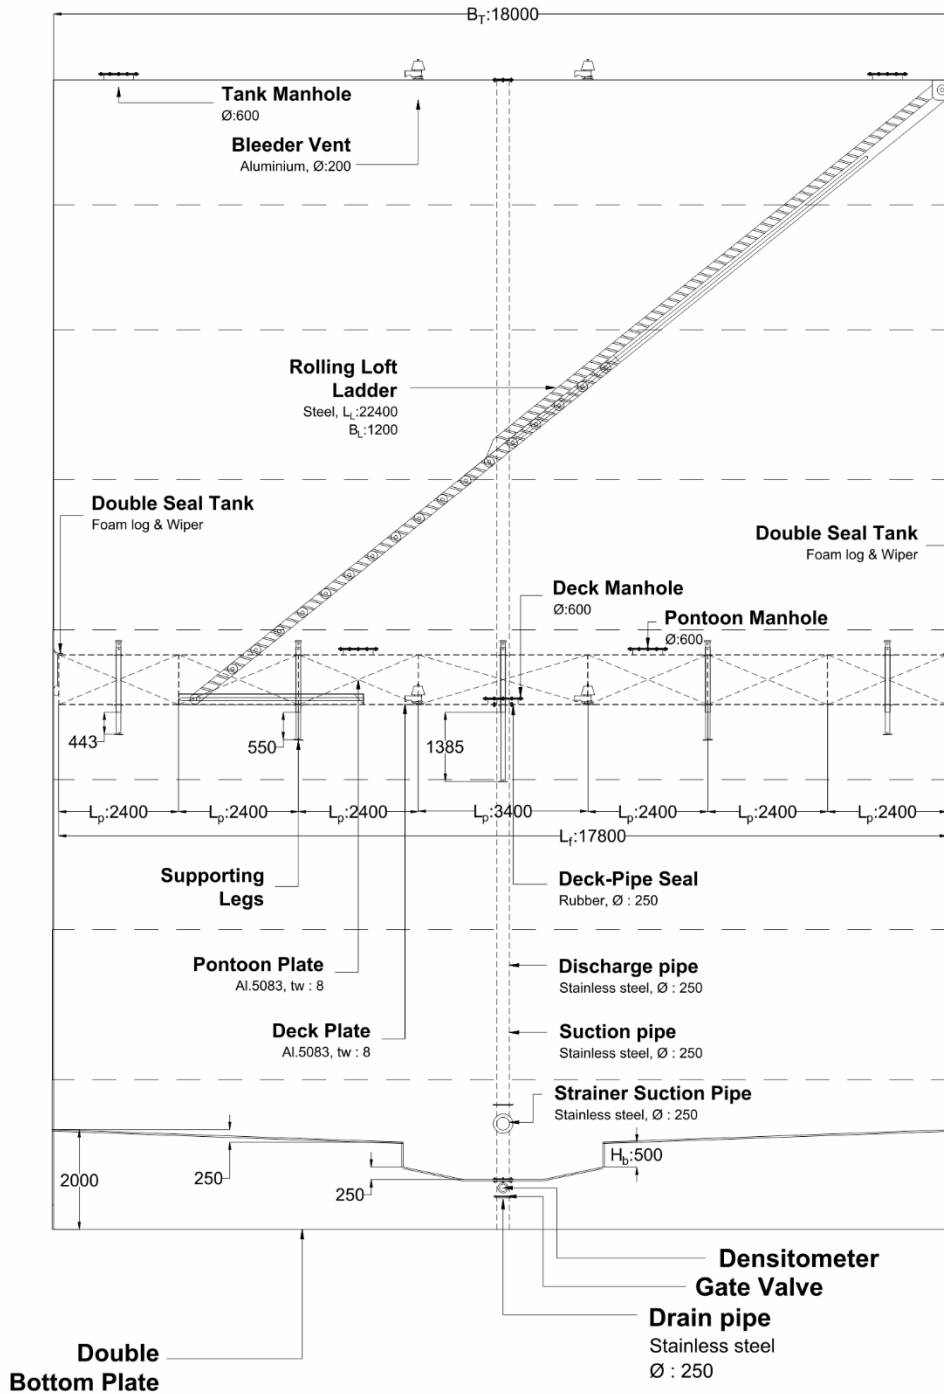 B_T:18000
Tank Manhole
Ø:600
Bleeder Vent
Aluminium, Ø:200
Rolling Loft
Ladder
Steel, L_L:22400
B_L:1200
Double Seal Tank
Foam log & Wiper
Double Seal Tank
Foam log & Wiper
Deck Manhole
Ø:600
Pontoon Manhole
Ø:600
443
550
1385
L_p:2400
L_p:2400
L_p:2400
L_p:3400
L_p:2400
L_p:2400
L_p:2400
L_f:17800
Supporting
Legs
Deck-Pipe Seal
Rubber, Ø : 250
Pontoon Plate
Al.5083, tw : 8
Discharge pipe
Stainless steel, Ø : 250
Deck Plate
Al.5083, tw : 8
Suction pipe
Stainless steel, Ø : 250
Strainer Suction Pipe
Stainless steel, Ø : 250
2000
250
250
H_b:500
Densitometer
Gate Valve
Drain pipe
Stainless steel
Ø : 250
Double
Bottom Plate